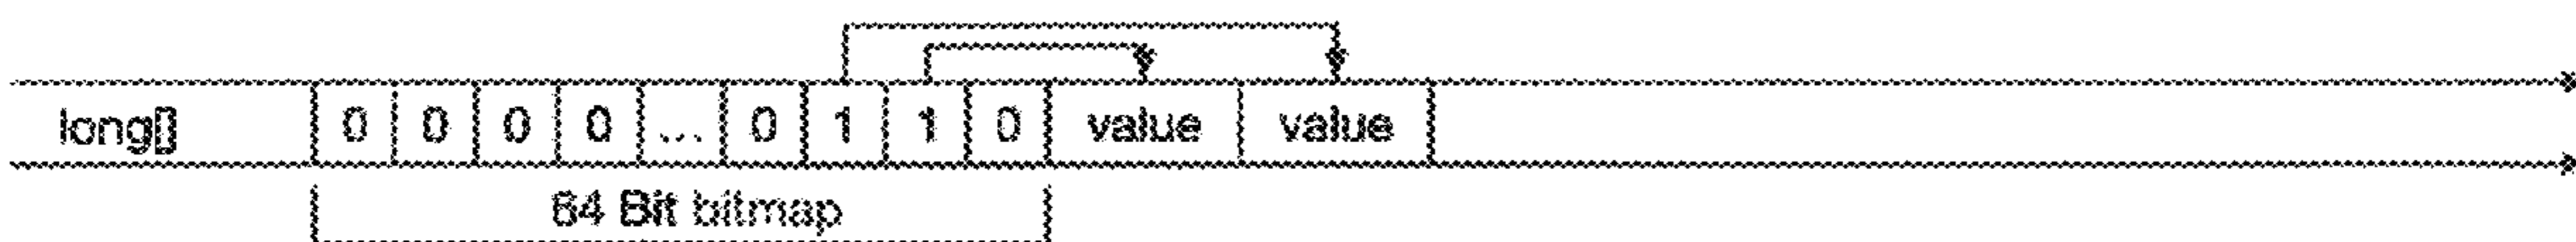 long[] 0 0 0 0 ... 0 1 1 0 value value
64 Bit bitmap